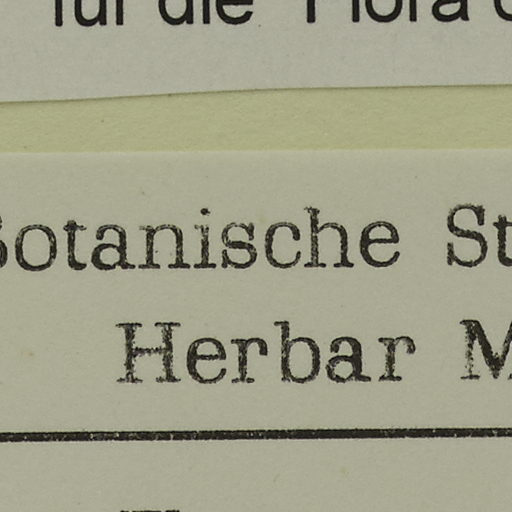 für die Flora
Botanische St
Herbar M